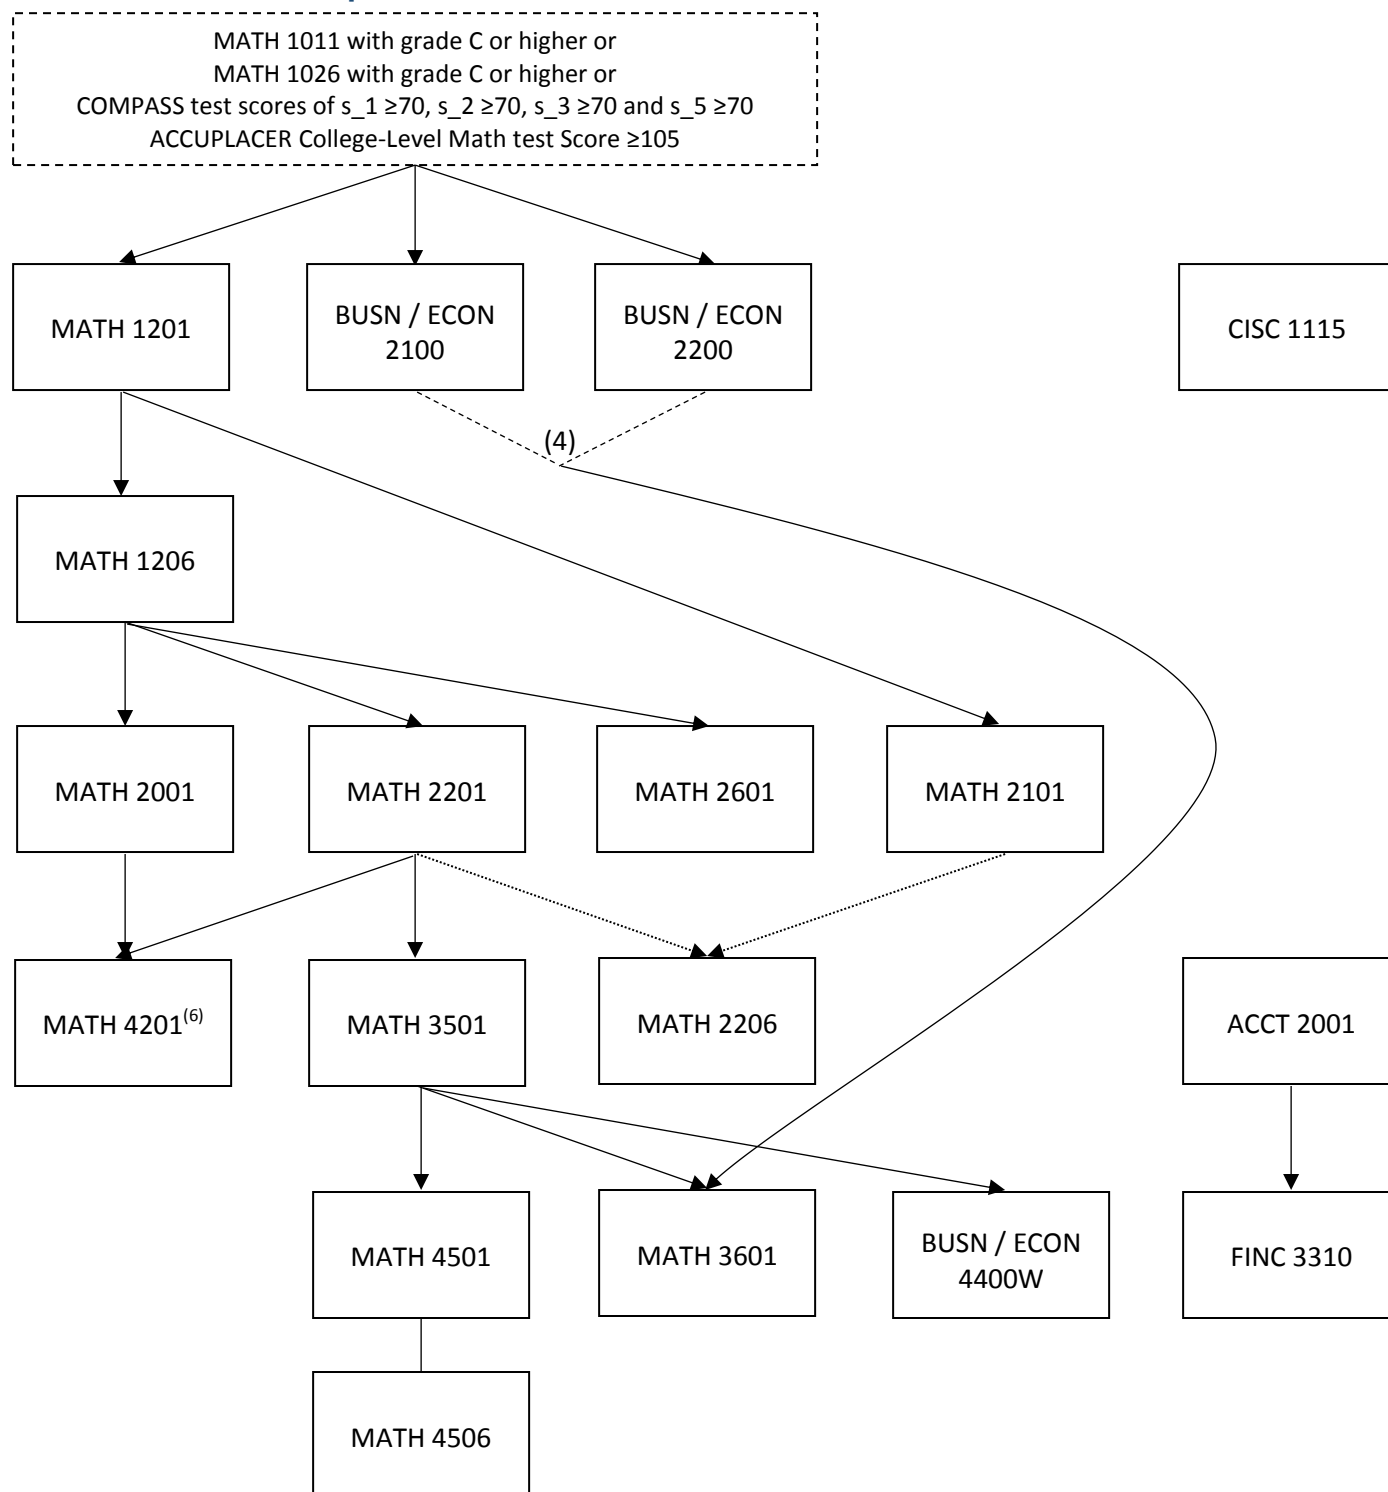 MATH 1011 with grade C or higher or
MATH 1026 with grade C or higher or
COMPASS test scores of s_1 ≥70, s_2 ≥70, s_3 ≥70 and s_5 ≥70
ACCUPLACER College-Level Math test Score ≥105
MATH 1201
BUSN / ECON
2100
BUSN / ECON
2200
CISC 1115
(4)
MATH 1206
MATH 2001
MATH 2201
MATH 2601
MATH 2101
MATH 4201(6)
MATH 3501
MATH 2206
ACCT 2001
MATH 4501
MATH 3601
BUSN / ECON
4400W
FINC 3310
MATH 4506